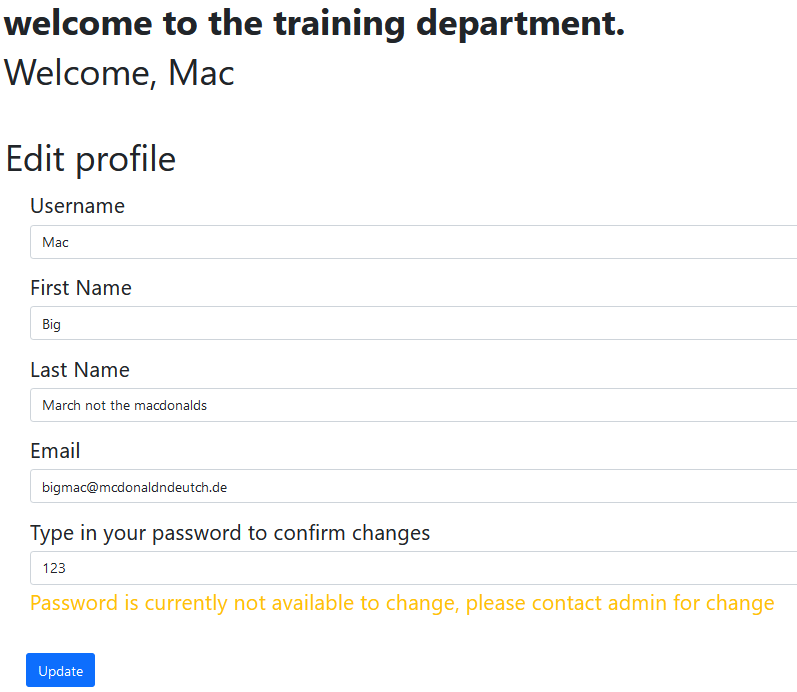 welcome to the training department.
Welcome, Mac
Edit profile
Username
Mac
First Name
Big
Last Name
March not the macdonalds
Email
bigmac@mcdonaldndeutch.de
Type in your password to confirm changes
123
Password is currently not available to change, please contact admin for change
Update